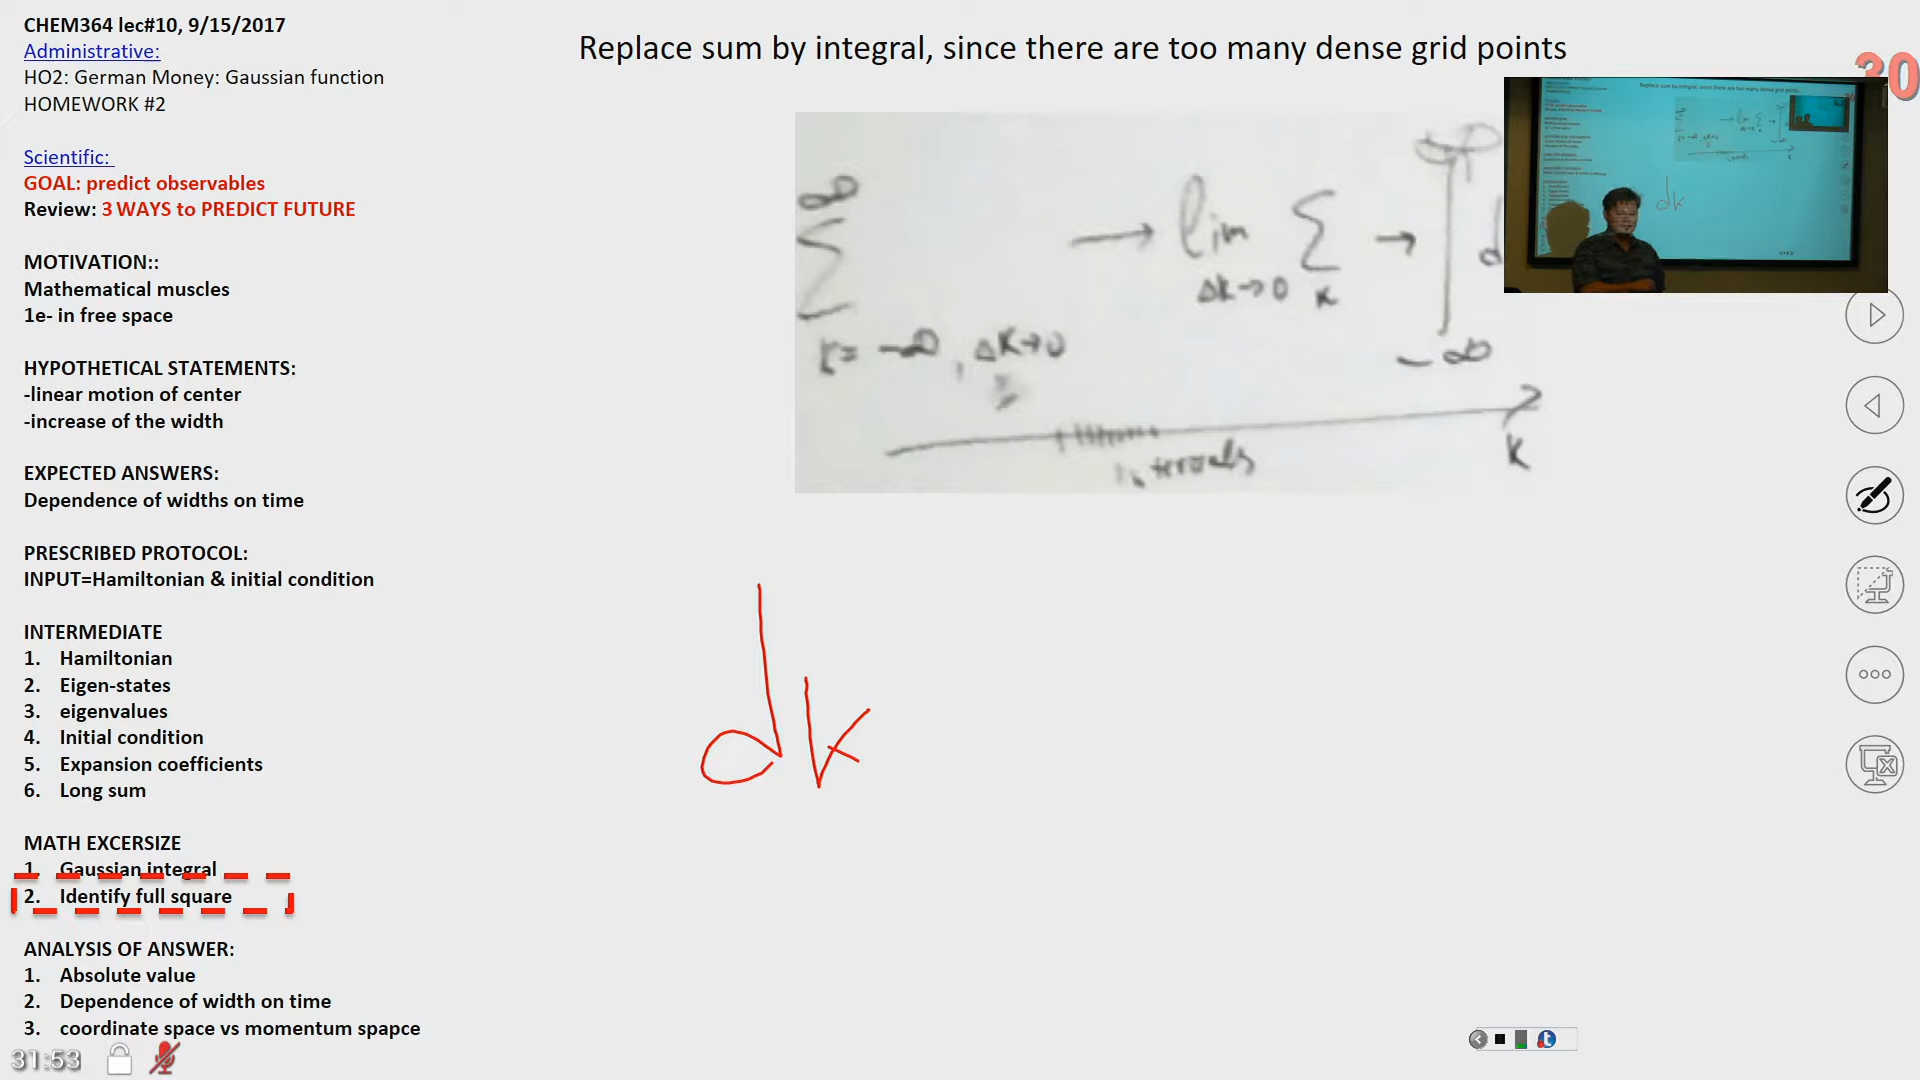 CHEM364 lec#10, 9/15/2017
Administrative:
HO2: German Money: Gaussian function
HOMEWORK #2
Scientific:
GOAL: predict observables
Review: 3 WAYS to PREDICT FUTURE
MOTIVATION::
Mathematical muscles
1e- in free space
HYPOTHETICAL STATEMENTS:
-linear motion of center
-increase of the width
EXPECTED ANSWERS:
Dependence of widths on time
PRESCRIBED PROTOCOL:
INPUT=Hamiltonian & initial condition
INTERMEDIATE
1. Hamiltonian
2. Eigen-states
3. eigenvalues
4. Initial condition
5. Expansion coefficients
6. Long sum
MATH EXCERSIZE
1. Gaussian integral
2. Identify full square
ANALYSIS OF ANSWER:
1. Absolute value
2. Dependence of width on time
3. coordinate space vs momentum spapce
31:53
Replace sum by integral, since there are too many dense grid points
30
∞
∑ → lim ∑ → ∫ d
Δk→0 k
k= -∞, Δk→0
-∞
intervals
k
dk